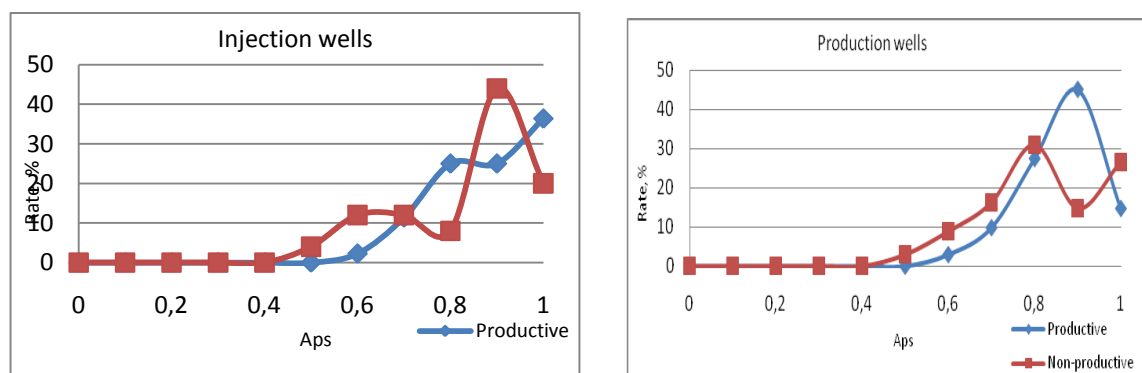 Injection wells
50
40
30
20
10
0
Rate, %
0 0,2 0,4 0,6 0,8 1
Aps
Productive
Production wells
50
40
30
20
10
0
Rate, %
0 0,2 0,4 0,6 0,8 1
Aps
Productive
Non-productive